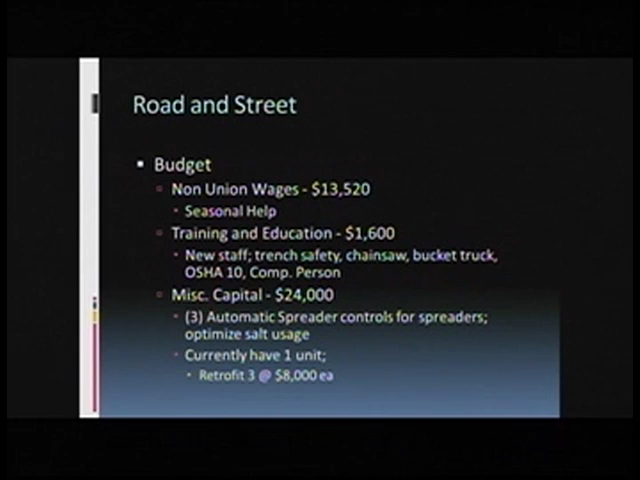 Road and Street
Budget
Non Union Wages - $13,520
Seasonal Help
Training and Education - $1,600
New staff; trench safety, chainsaw, bucket truck,
OSHA 10, Comp. Person
Misc. Capital - $24,000
(3) Automatic Spreader controls for spreaders;
optimize salt usage
Currently have 1 unit;
Retrofit 3 @ $8,000 ea